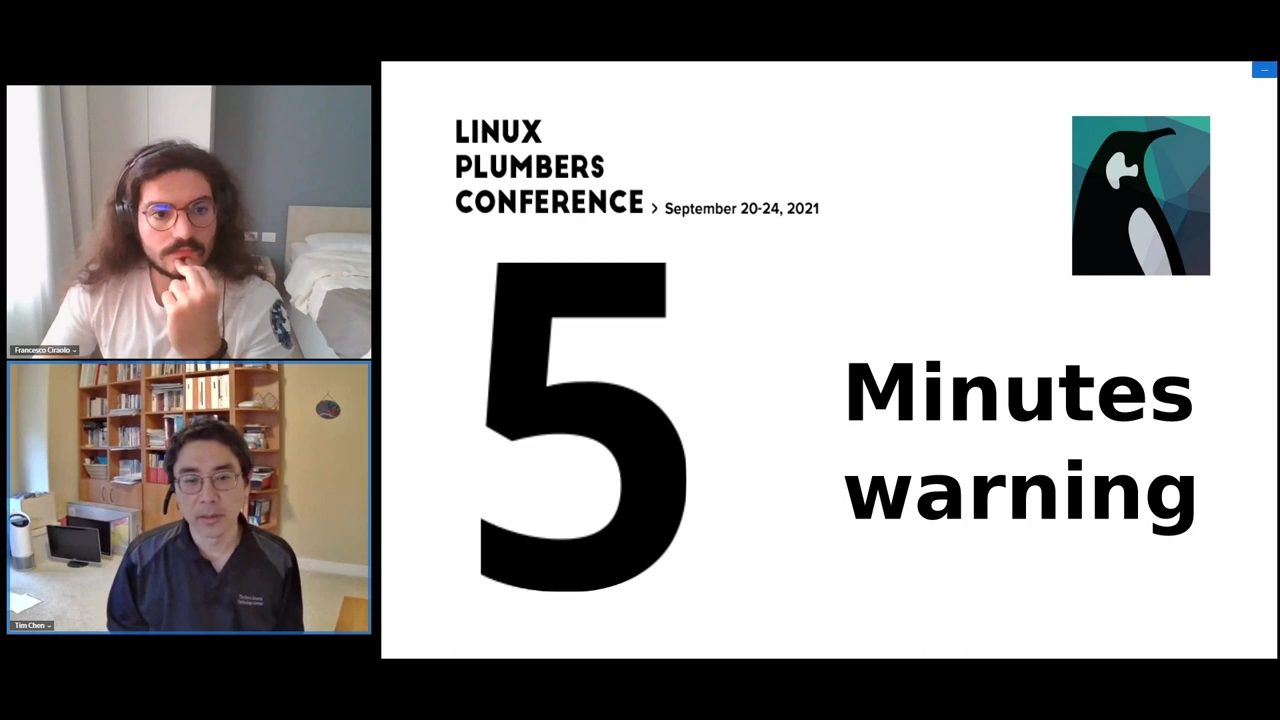 LINUX
PLUMBERS
CONFERENCE > September 20-24, 2021
5
Minutes
warning
Francesco Ciraolo
Tim Chen